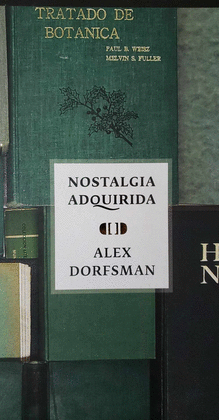 TRATADO DE
BOTANICA
PAUL B. WEISZ
MELVIN S. FULLER
NOSTALGIA
ADQUIRIDA
ALEX
DORFSMAN
H
N